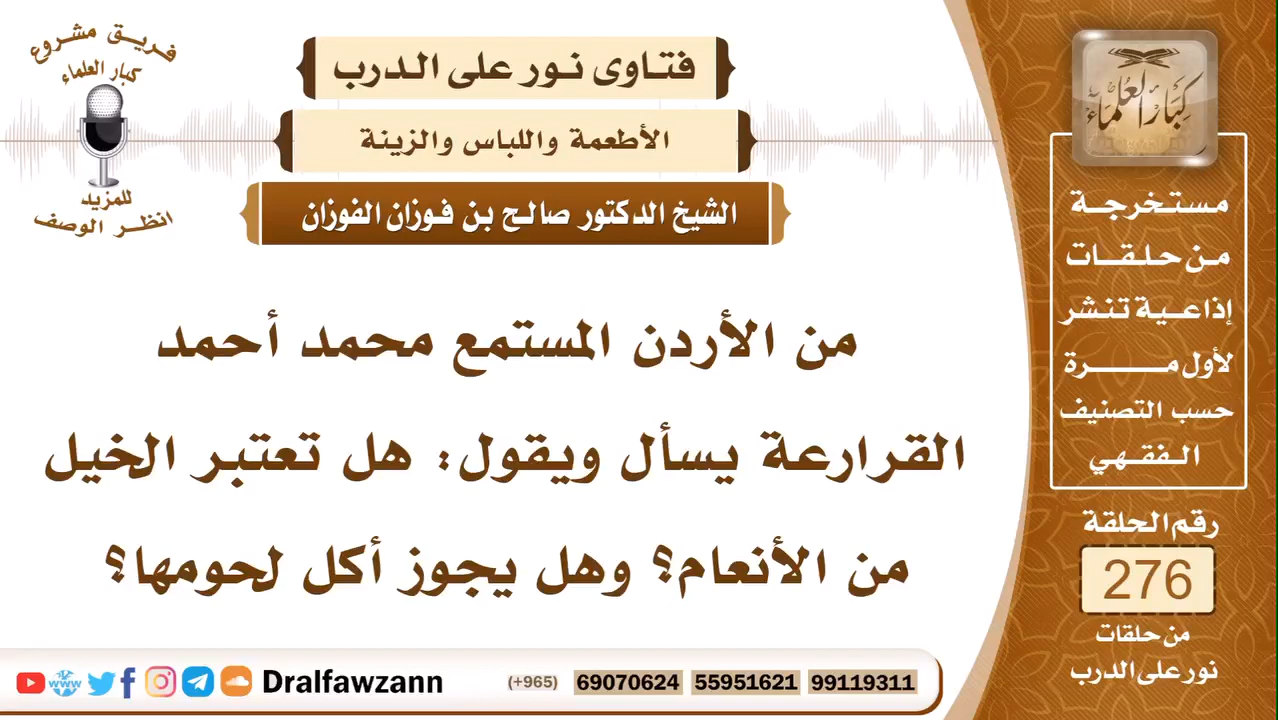 فريق مشروع
كبار العلماء
للمزيد
انظر الوصف
فتاوى نور على الدرب
الأطعمة واللباس والزينة
الشيخ الدكتور صالح بن فوزان الفوزان
من الأردن المستمع محمد أحمد
القرارعة يسأل ويقول: هل تعتبر الخيل
من الأنعام؟ وهل يجوز أكل لحومها؟
كبار العلماء
مستخرجة
من حلقات
إذاعية تنشر
لأول مرة
حسب التصنيف
الفقهي
رقم الحلقة
276
من حلقات
نور على الدرب
www
Dralfawzann (+965) 69070624 55951621 99119311